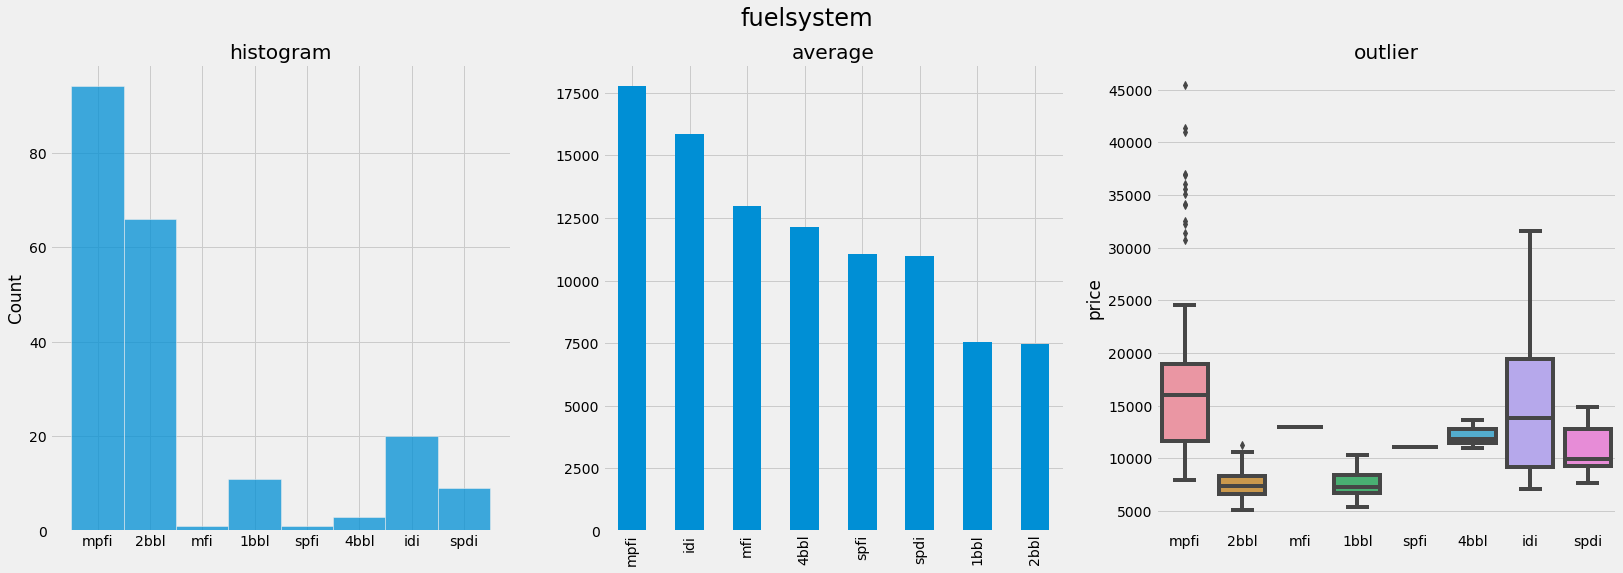 fuelsystem
histogram
Count
80
60
40
20
0
mpfi 2bbl mfi 1bbl spfi 4bbl idi spdi
average
17500
15000
12500
10000
7500
5000
2500
0
mpfi idi mfi 4bbl spfi spdi 1bbl 2bbl
outlier
price
45000
40000
35000
30000
25000
20000
15000
10000
5000
mpfi 2bbl mfi 1bbl spfi 4bbl idi spdi